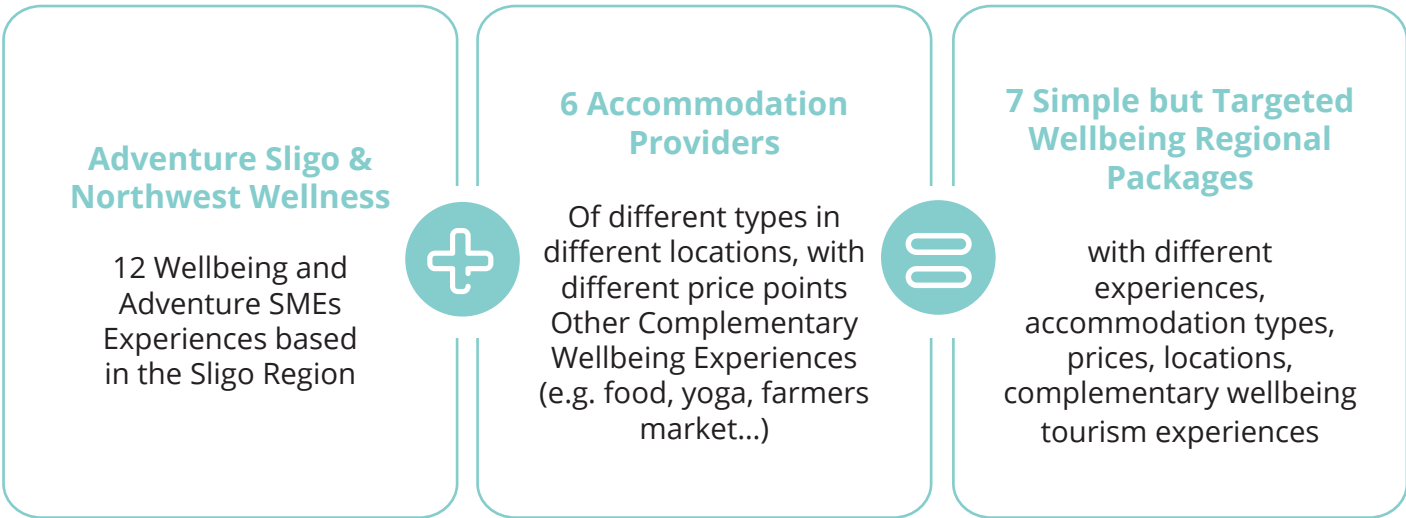 Adventure Sligo &
Northwest Wellness
12 Wellbeing and
Adventure SMEs
Experiences based
in the Sligo Region
6 Accommodation
Providers
Of different types in
different locations, with
different price points
Other Complementary
Wellbeing Experiences
(e.g. food, yoga, farmers
market...)
7 Simple but Targeted
Wellbeing Regional
Packages
with different
experiences,
accommodation types,
prices, locations,
complementary wellbeing
tourism experiences